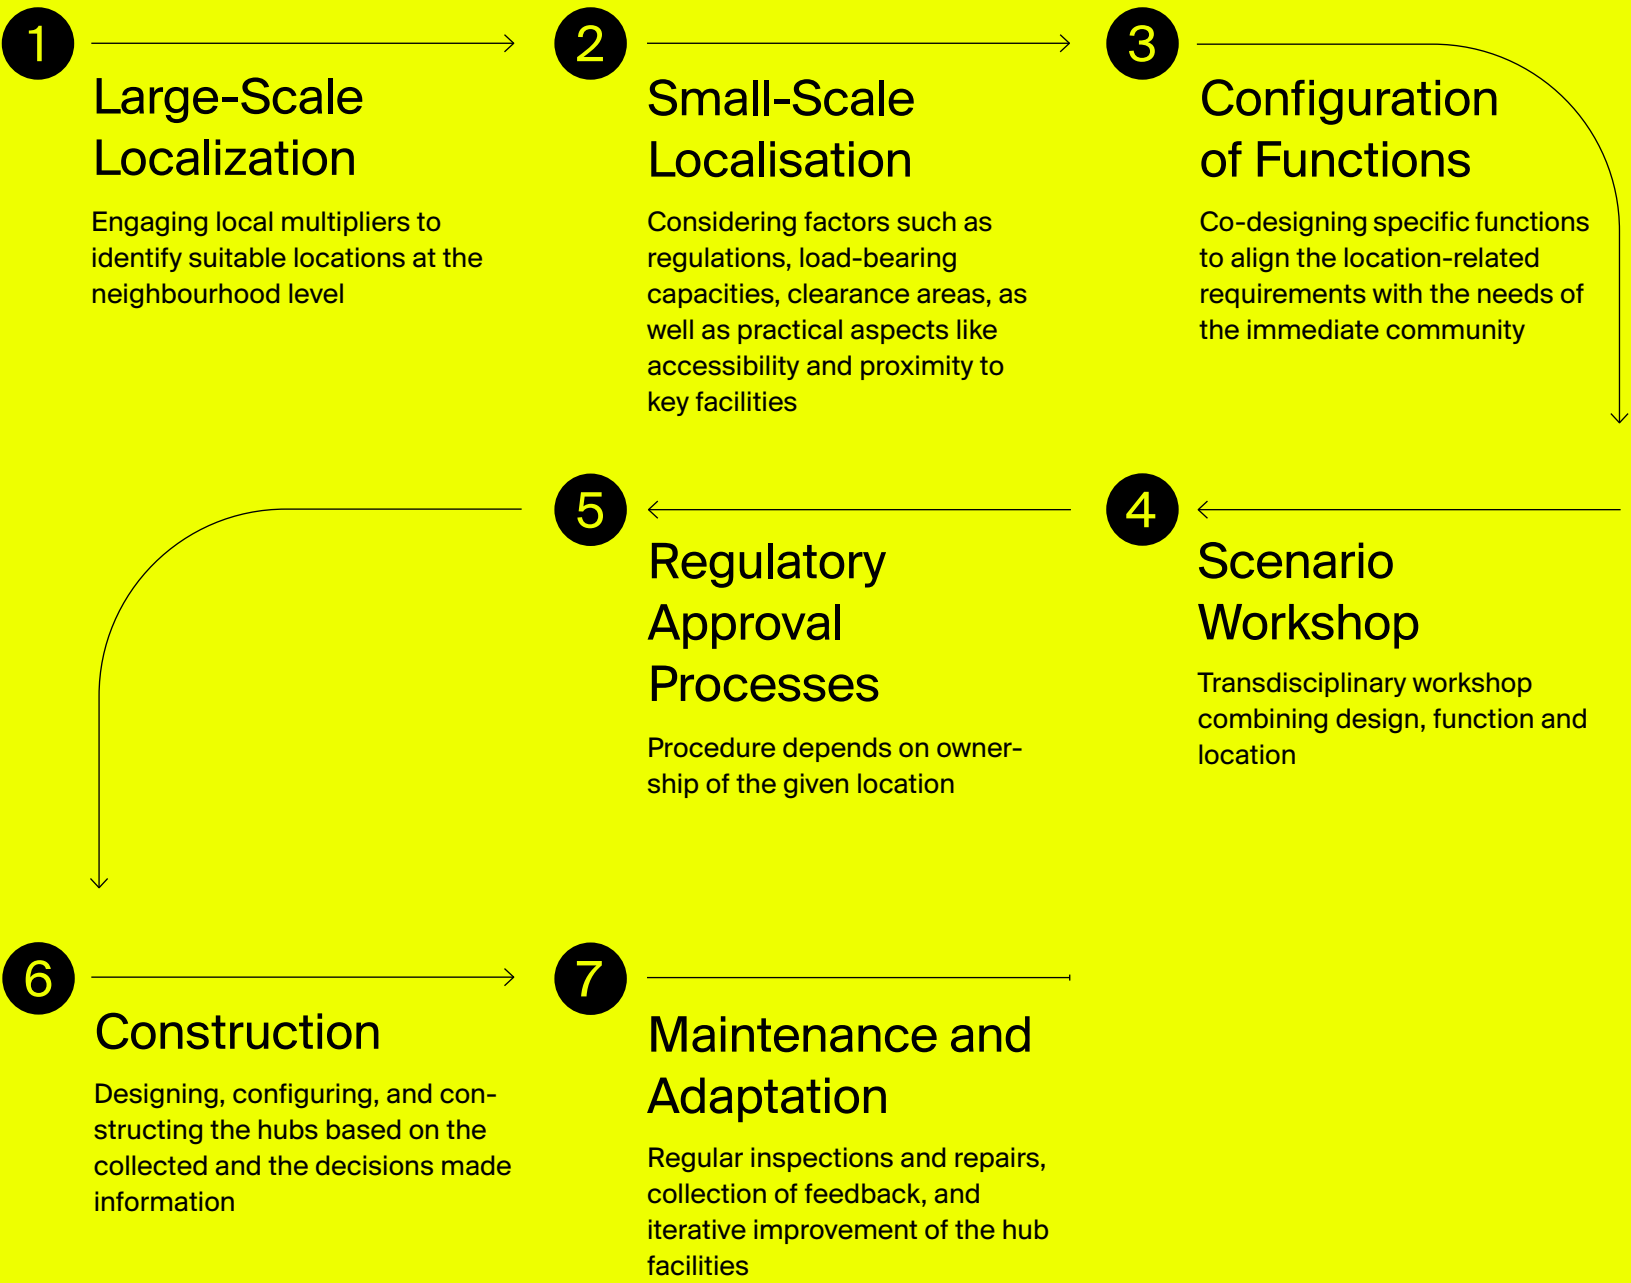 1
Large-Scale
Localization
Engaging local multipliers to
identify suitable locations at the
neighbourhood level
2
Small-Scale
Localisation
Considering factors such as
regulations, load-bearing
capacities, clearance areas, as
well as practical aspects like
accessibility and proximity to
key facilities
3
Configuration
of Functions
Co-designing specific functions
to align the location-related
requirements with the needs of
the immediate community
4
Scenario
Workshop
Transdisciplinary workshop
combining design, function and
location
5
Regulatory
Approval
Processes
Procedure depends on owner-
ship of the given location
6
Construction
Designing, configuring, and con-
structing the hubs based on the
collected and the decisions made
information
7
Maintenance and
Adaptation
Regular inspections and repairs,
collection of feedback, and
iterative improvement of the hub
facilities